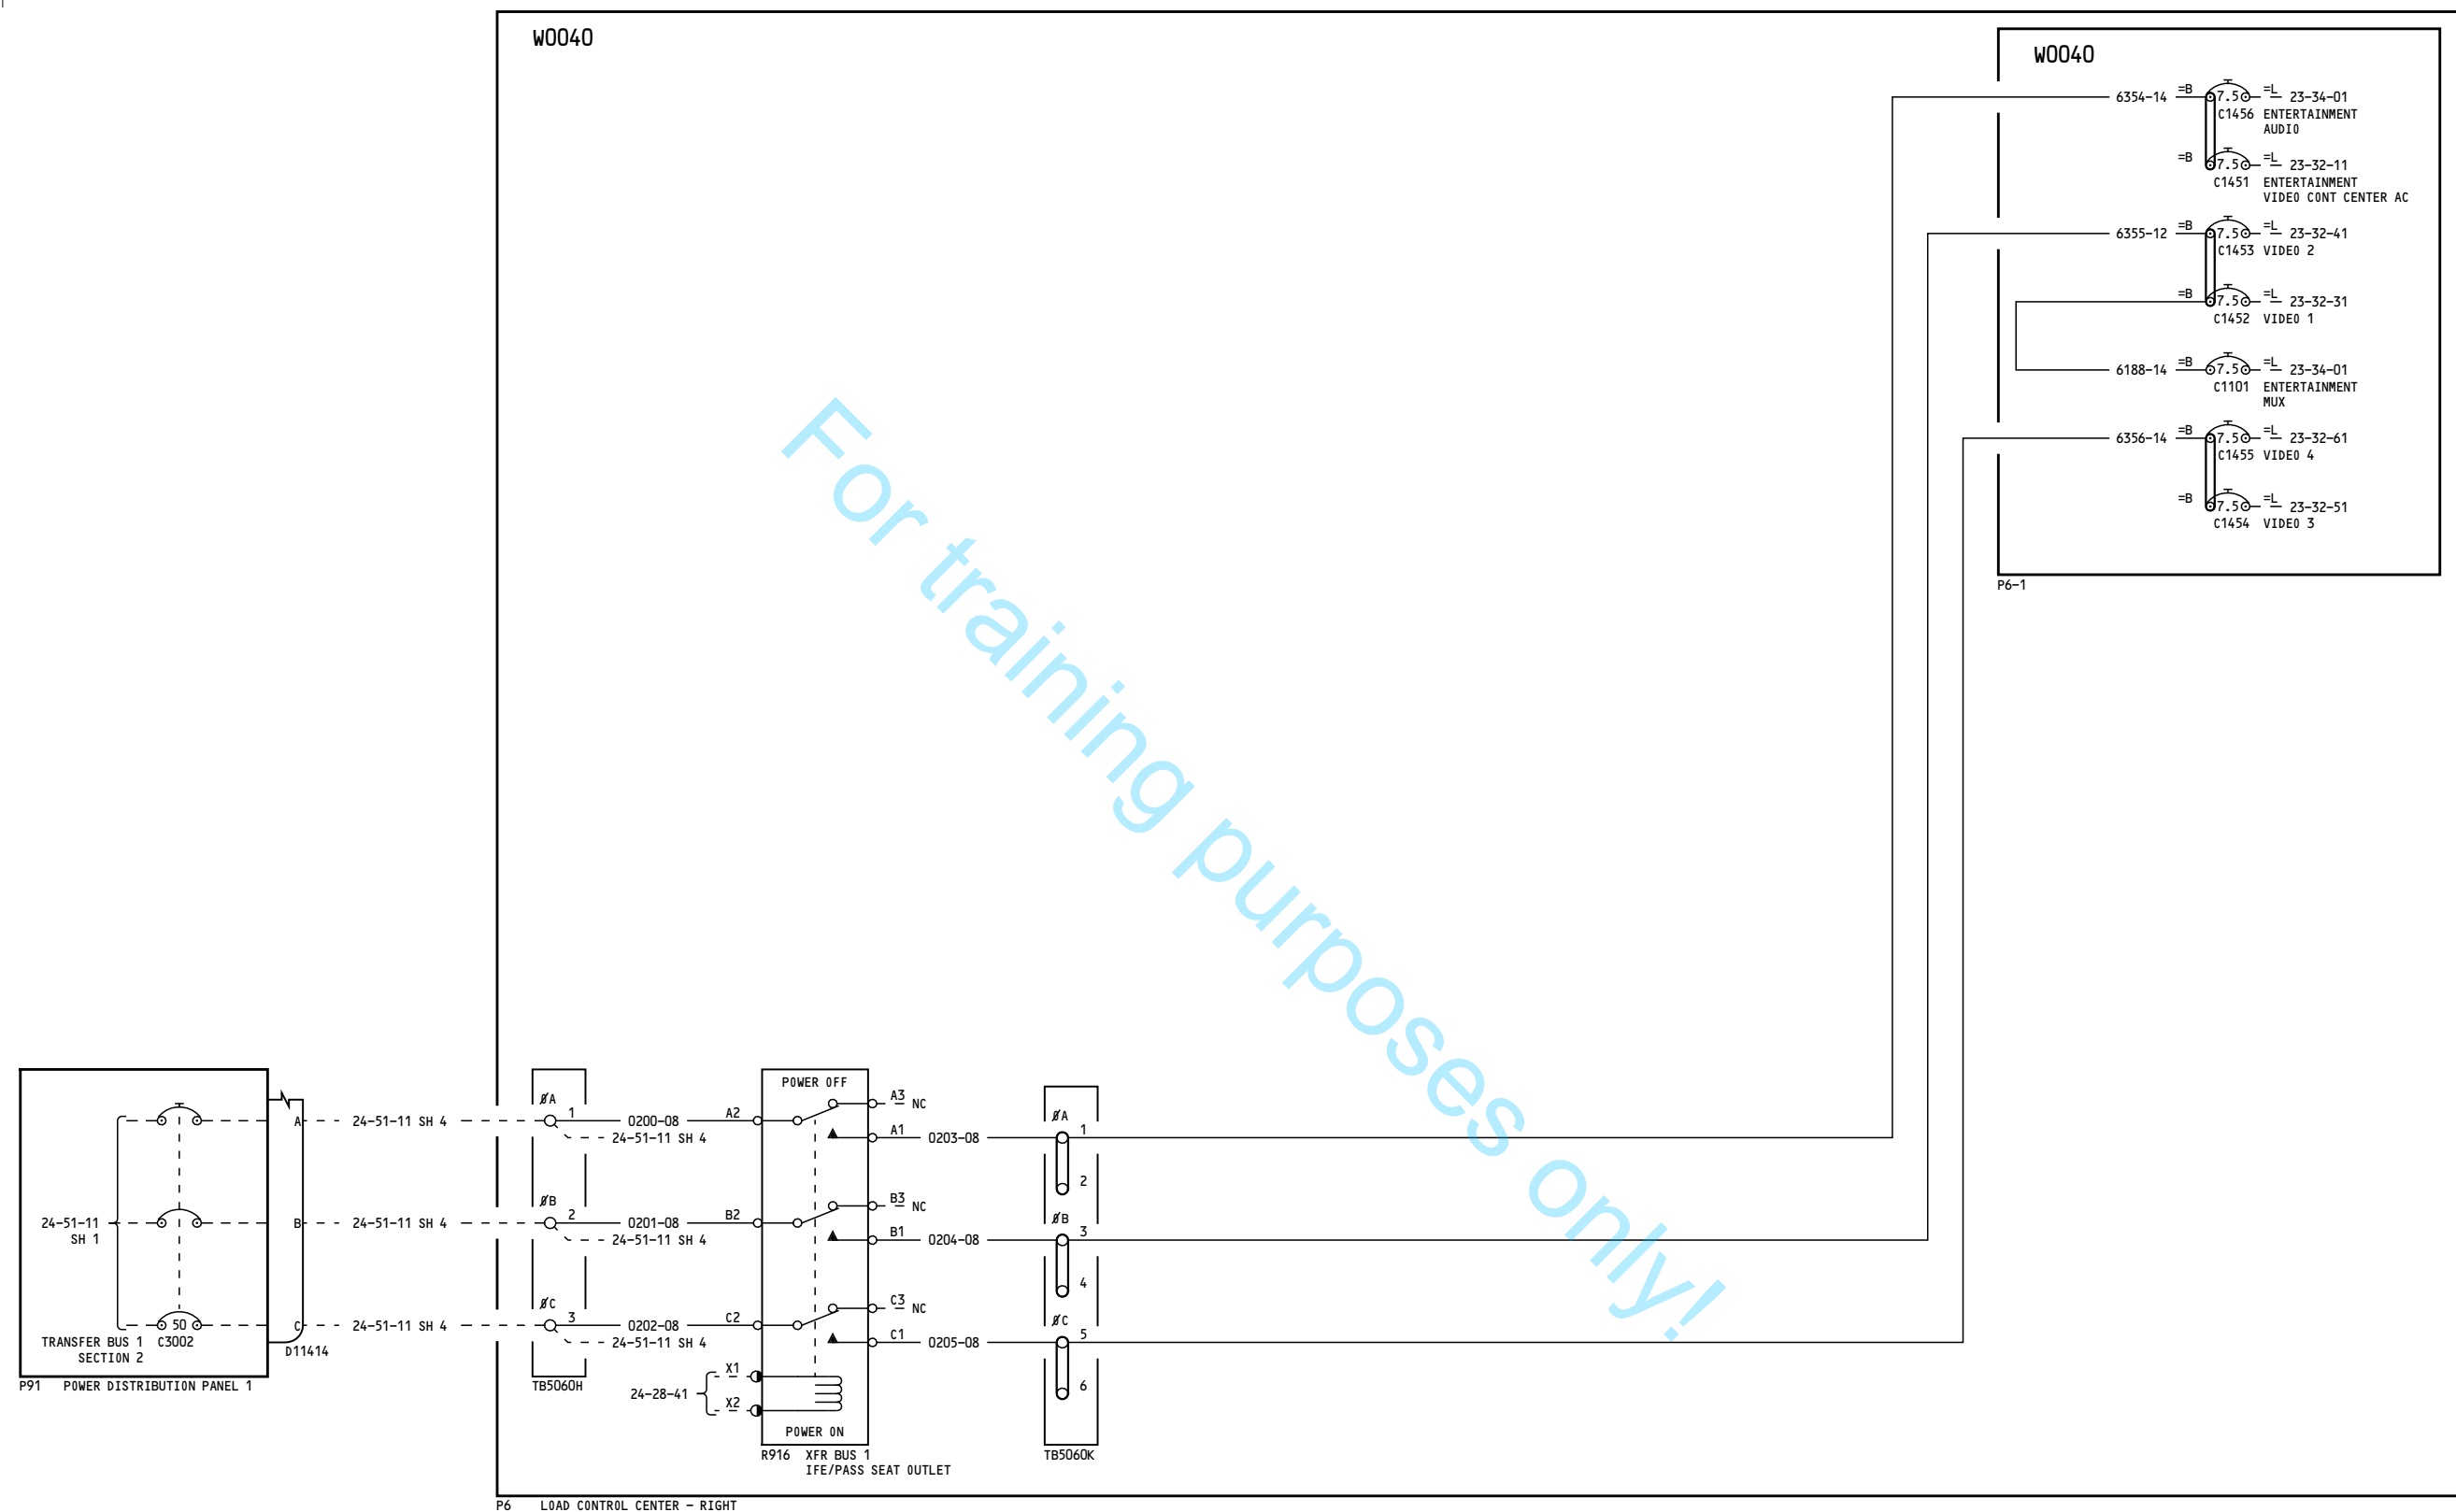 W0040
W0040
6354-14 =B 7.5 =L 23-34-01
C1456 ENTERTAINMENT
AUDIO
=B 7.5 =L 23-32-11
C1451 ENTERTAINMENT
VIDEO CONT CENTER AC
6355-12 =B 7.5 =L 23-32-41
C1453 VIDEO 2
=B 7.5 =L 23-32-31
C1452 VIDEO 1
6188-14 =B 7.5 =L 23-34-01
C1101 ENTERTAINMENT
MUX
6356-14 =B 7.5 =L 23-32-61
C1455 VIDEO 4
=B 7.5 =L 23-32-51
C1454 VIDEO 3
P6-1
For training purposes only!
24-51-11
SH 1
50
TRANSFER BUS 1 C3002
SECTION 2
P91 POWER DISTRIBUTION PANEL 1
A
B
C
D11414
24-51-11 SH 4
24-51-11 SH 4
24-51-11 SH 4
ØA
1
0200-08 A2
24-51-11 SH 4
ØB
2
0201-08 B2
24-51-11 SH 4
ØC
3
0202-08 C2
24-51-11 SH 4
TB5060H
24-28-41
X1
X2
POWER OFF
POWER ON
R916 XFR BUS 1
IFE/PASS SEAT OUTLET
A3 NC
A1 0203-08
B3 NC
B1 0204-08
C3 NC
C1 0205-08
ØA
1
2
ØB
3
4
ØC
5
6
TB5060K
P6 LOAD CONTROL CENTER - RIGHT